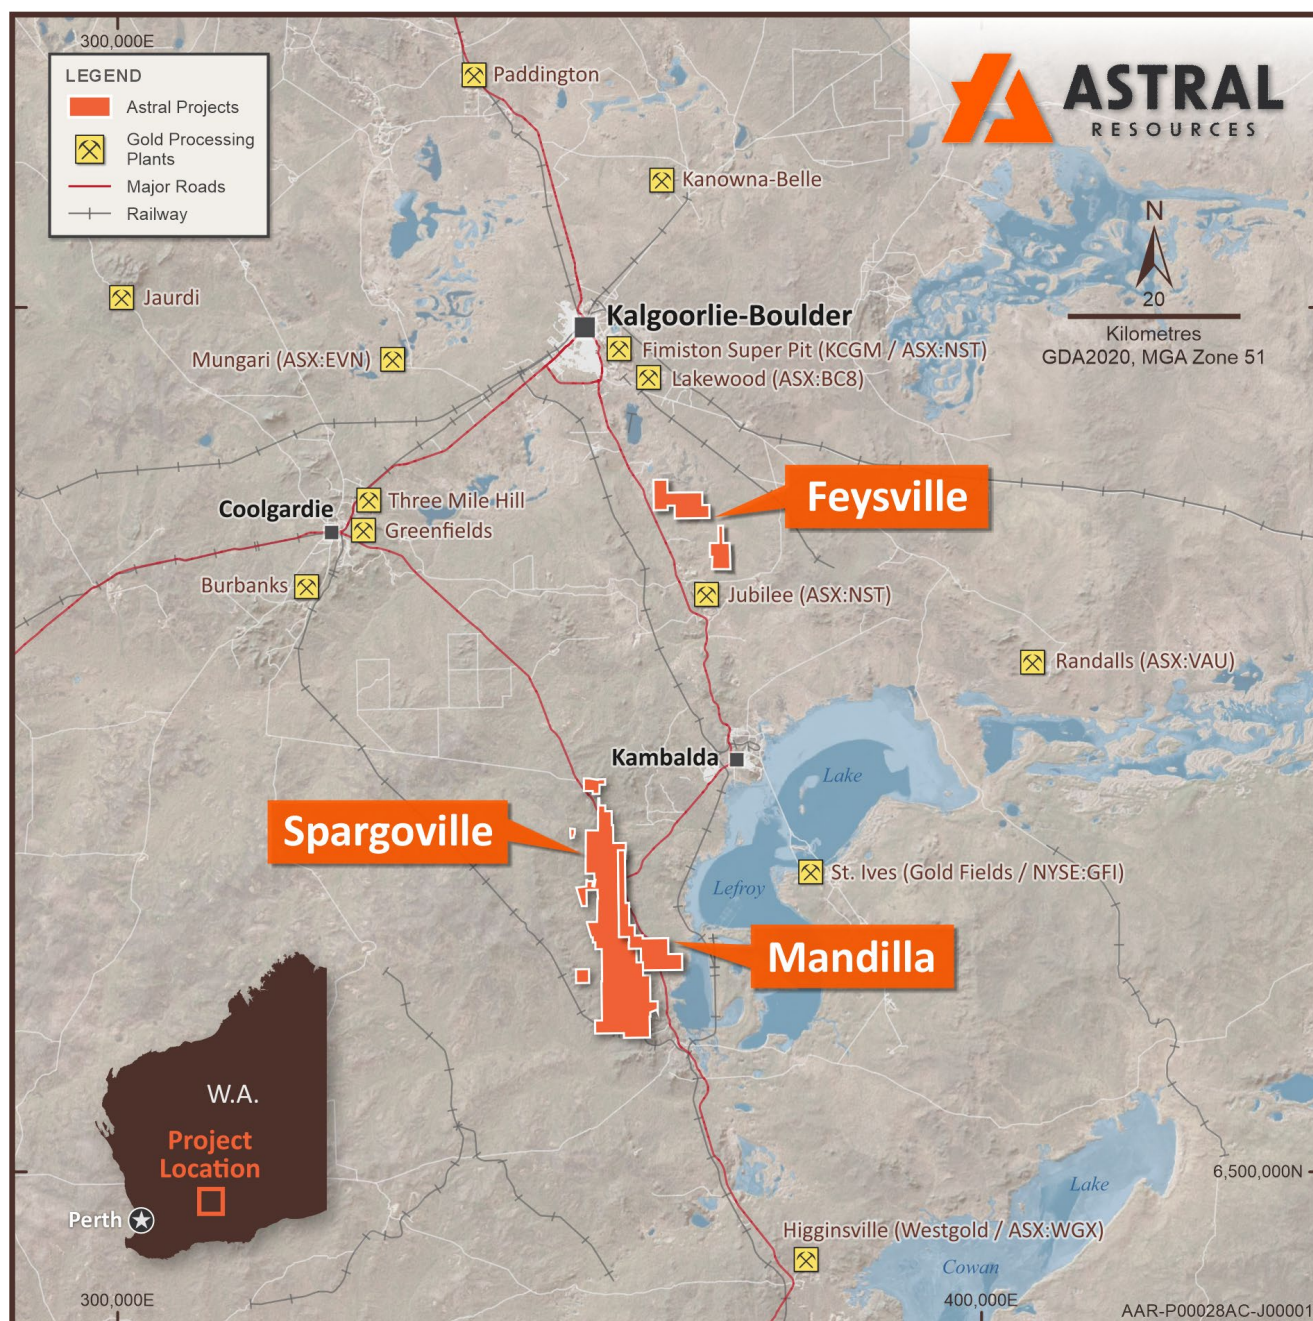 300,000E
LEGEND
Astral Projects
Gold Processing
Plants
Major Roads
Railway
ASTRAL
RESOURCES
Paddington
Kanowna-Belle
N
20
Kilometres
GDA2020, MGA Zone 51
Jaurdi
Kalgoorlie-Boulder
Fimiston Super Pit (KCGM / ASX:NST)
Mungari (ASX:EVN)
Lakewood (ASX:BC8)
Feysville
Three Mile Hill
Coolgardie
Greenfields
Burbanks
Jubilee (ASX:NST)
Randalls (ASX:VAU)
Kambalda
Lake
Spargoville
St. Ives (Gold Fields / NYSE:GFI)
Lefroy
Mandilla
W.A.
Project
Location
Perth
6,500,000N
Lake
Higginsville (Westgold / ASX:WGX)
Cowan
300,000E
400,000E
AAR-P00028AC-J00001